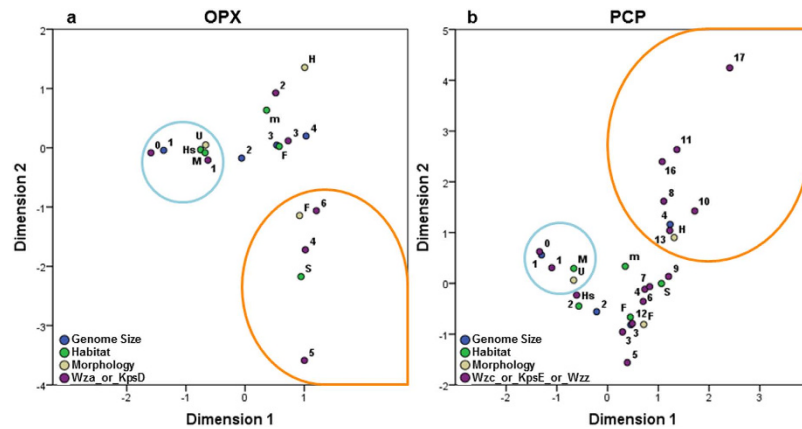 a OPX
2
1
0
-1
-2
-3
-4
Dimension 2
H
2
m
3 3 4
F
2
0 1 U
Hs
M 1
F 6
4
S
5
Genome Size
Habitat
Morphology
Wza_or_KpsD
-2 -1 0 1
Dimension 1
b PCP
5
4
3
2
1
0
-1
-2
Dimension 2
17
11
16
8
10
4
H
13
0
1 1 M
U
m
9
7
4
S
6
Hs
2 2
F 12 F
3 3
5
Genome Size
Habitat
Morphology
Wzc_or_KpsE_or_Wzz
-2 -1 0 1 2 3
Dimension 1